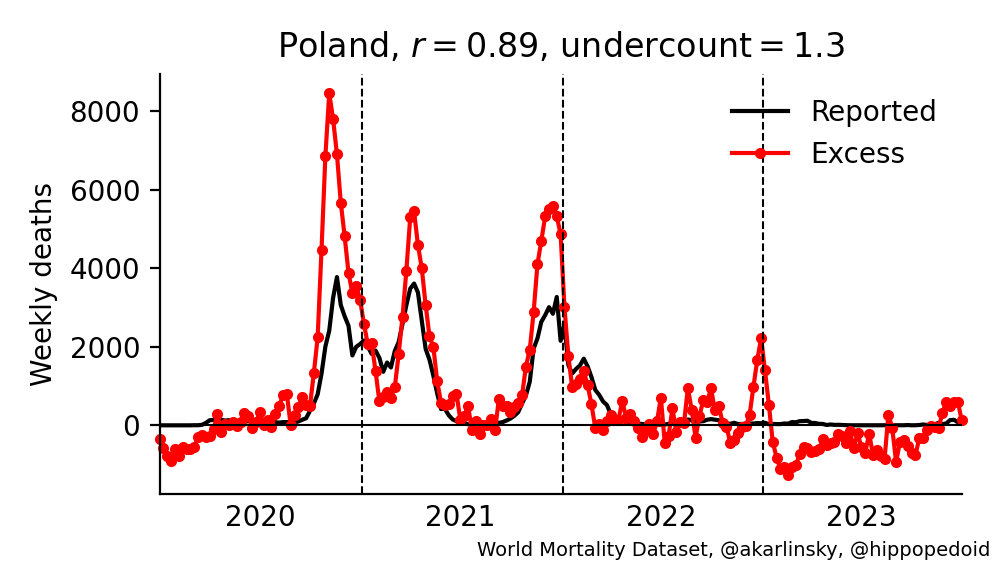 Poland, r = 0.89, undercount = 1.3
Weekly deaths
8000
6000
4000
2000
0
Reported
Excess
2020 2021 2022 2023
World Mortality Dataset, @akarlinsky, @hippopedoid